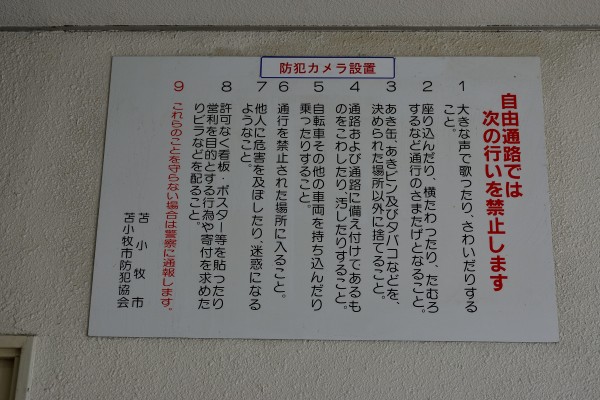 防犯カメラ設置
自由通路では
次の行いを禁止します
1 大きな声で歌ったり、さわいだりする
こと。
2 座り込んだり、横たわったり、たむろ
するなど通行のさまたげとなること。
3 あき缶、あきビン及びタバコなどを、
決められた場所以外に捨てること。
4 通路および通路に備え付けてあるも
のをこわしたり、汚したりすること。
5 自転車その他の車両を持ち込んだり
乗ったりすること。
6 通行を禁止された場所に入ること。
7 他人に危害を及ぼしたり、迷惑になる
ようなこと。
8 許可なく看板・ポスター等を貼ったり
営利を目的とする行為や寄付を求めた
りビラなどを配ること。
9 これらのことを守らない場合は警察に通報します。
苫小牧市
苫小牧市防犯協会